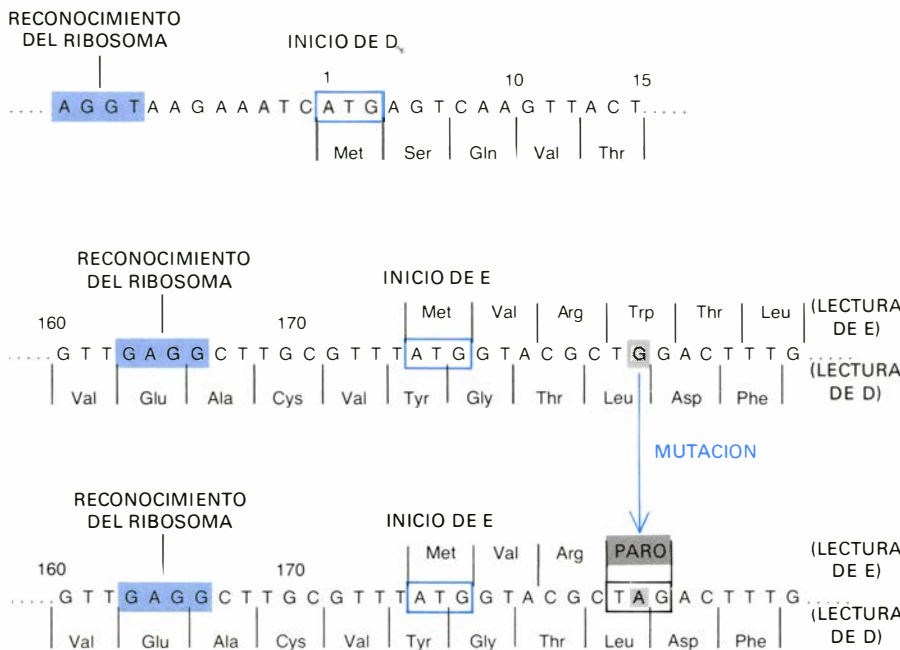 RECONOCIMIENTO
DEL RIBOSOMA
INICIO DE D
1 10 15
.... A G G T A A G A A A T C A T G A G T C A A G T T A C T .....
Met Ser Gln Val Thr
RECONOCIMIENTO
DEL RIBOSOMA
INICIO DE E
160 170
Met Val Arg Trp Thr Leu
(LECTURA
DE E)
..... G T T G A G G C T T G C G T T T A T G G T A C G C T G G A C T T T G ......
(LECTURA
DE D)
Val Glu Ala Cys Val Tyr Gly Thr Leu Asp Phe
MUTACION
RECONOCIMIENTO
DEL RIBOSOMA
INICIO DE E
160 170
Met Val Arg PARO
(LECTURA
DE E)
..... G T T G A G G C T T G C G T T T A T G G T A C G C T A G A C T T T G ......
(LECTURA
DE D)
Val Glu Ala Cys Val Tyr Gly Thr Leu Asp Phe